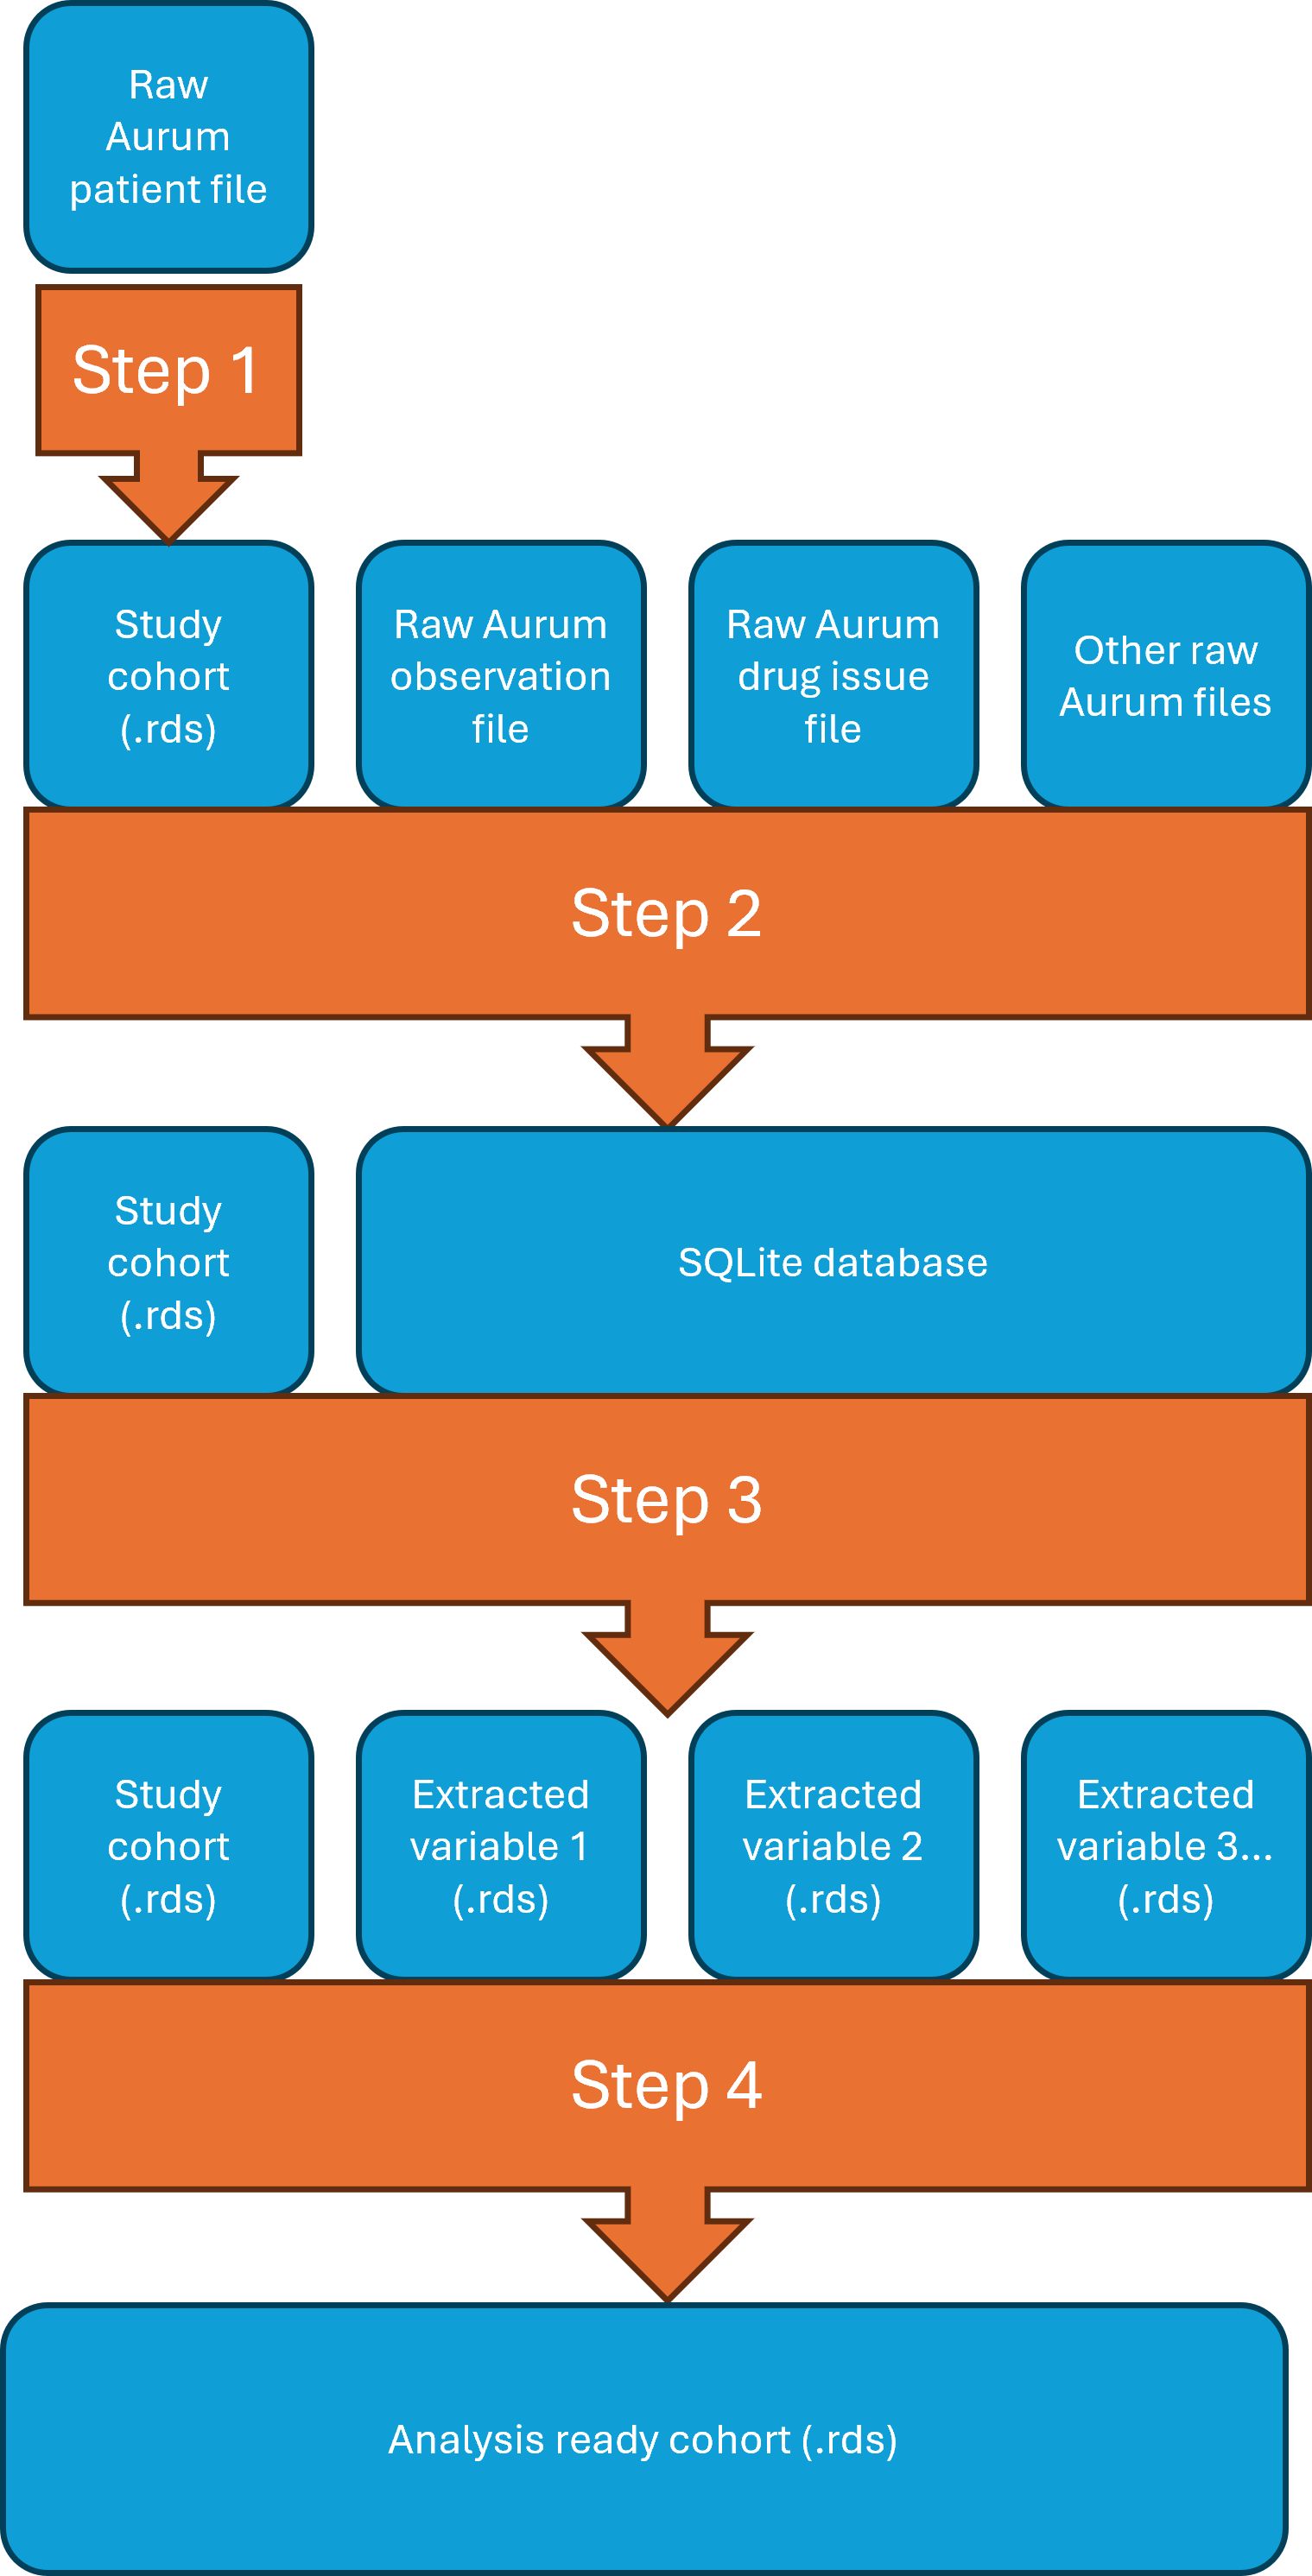 Raw
Aurum
patient file
Step 1
Study
cohort
(.rds)
Raw Aurum
observation
file
Raw Aurum
drug issue
file
Other raw
Aurum files
Step 2
Study
cohort
(.rds)
SQLite database
Step 3
Study
cohort
(.rds)
Extracted
variable 1
(.rds)
Extracted
variable 2
(.rds)
Extracted
variable 3...
(.rds)
Step 4
Analysis ready cohort (.rds)